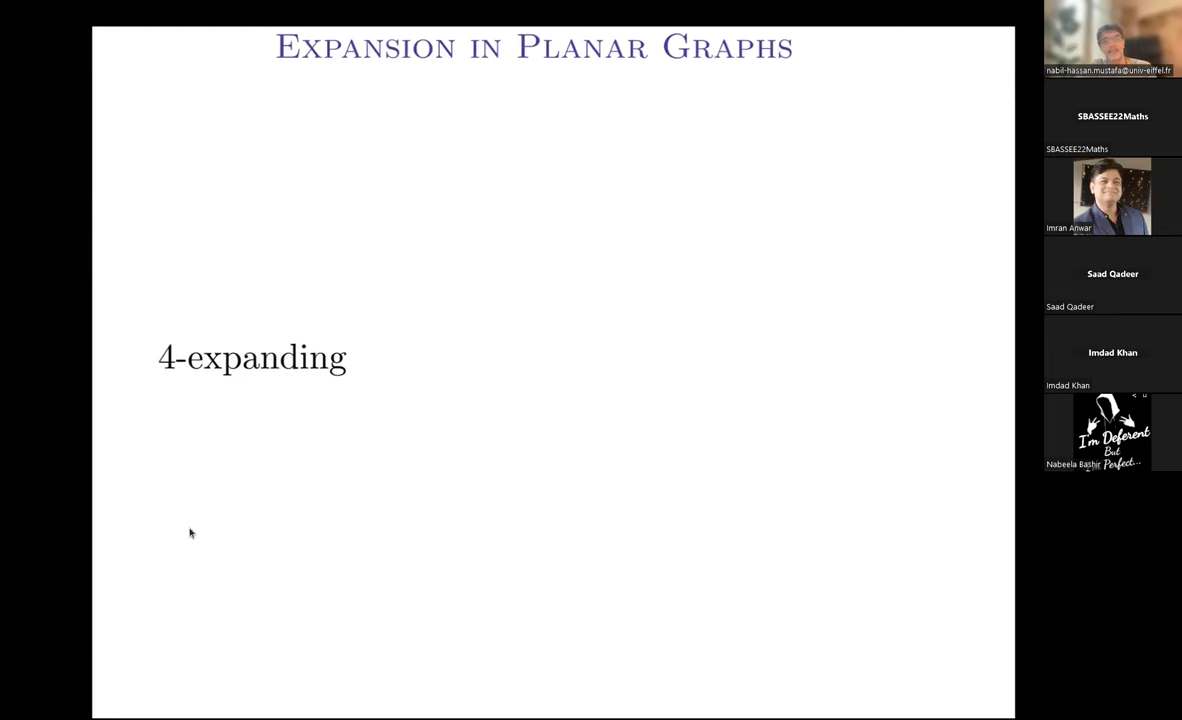 EXPANSION IN PLANAR GRAPHS
4-expanding
nabil-hassan.mustafa@univ-eiffel.fr
SBASSEE22Maths
SBASSEE22Maths
Imran Anwar
Saad Qadeer
Saad Qadeer
Imdad Khan
Imdad Khan
I'm Deferent
But
Perfect...
Nabeela Bashir